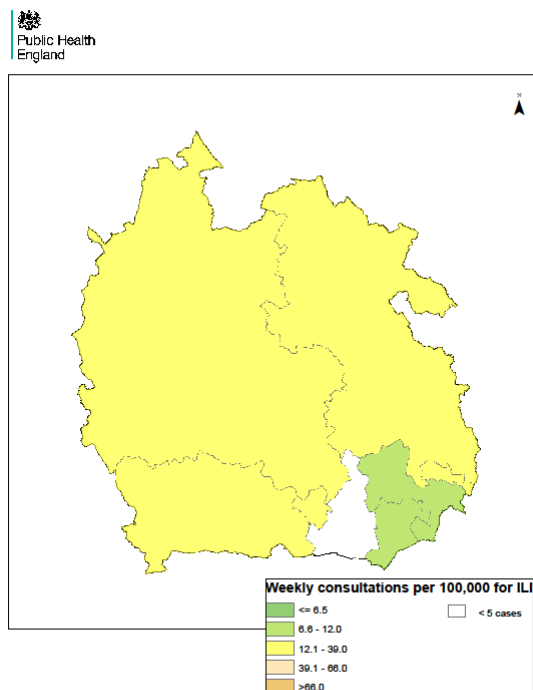 Public Health
England
N
Weekly consultations per 100,000 for ILI
<= 6.5
< 5 cases
6.6 - 12.0
12.1 - 39.0
39.1 - 66.0
>66.0